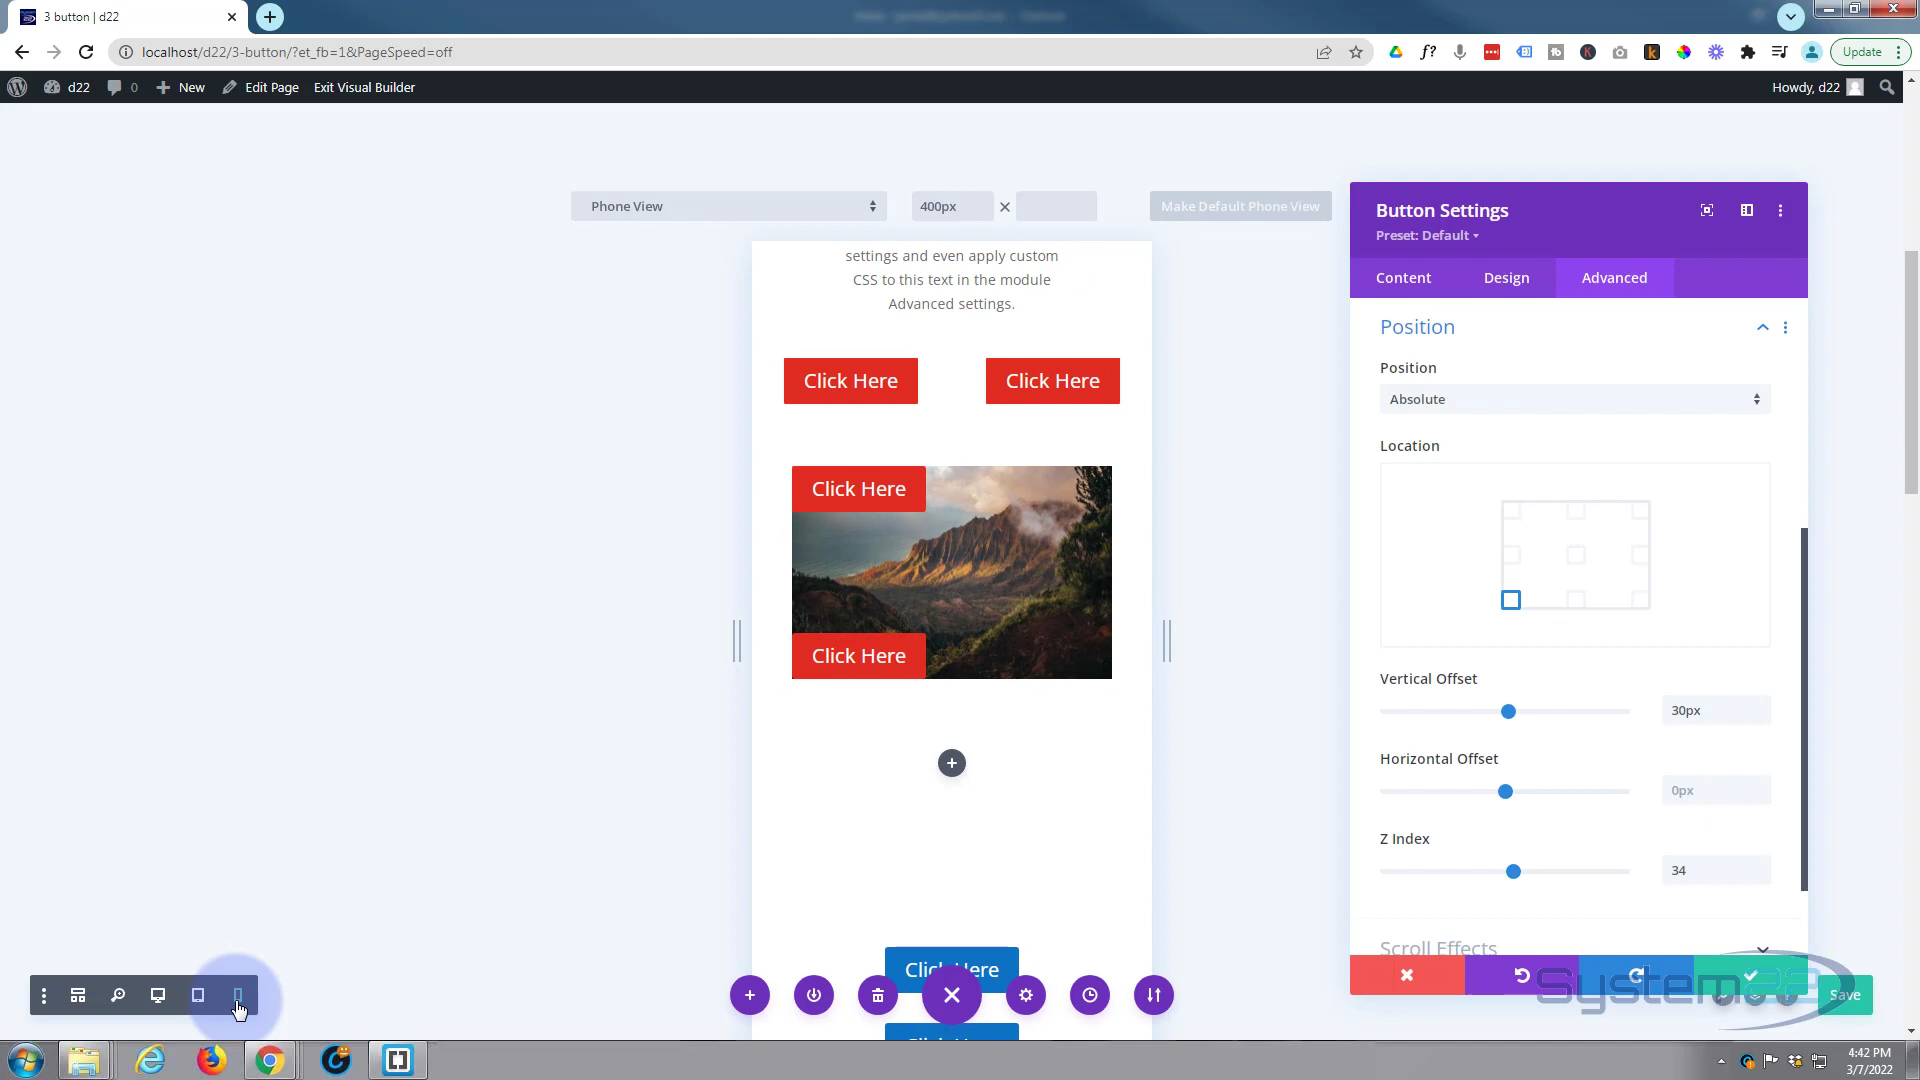 3 button | d22
localhost/d22/3-button/?et_fb=1&PageSpeed=off
Update
d22
0
New
Edit Page
Exit Visual Builder
Howdy, d22
Phone View
400px
Make Default Phone View
Button Settings
Preset: Default
Content
Design
Advanced
settings and even apply custom
CSS to this text in the module
Advanced settings.
Click Here
Click Here
Click Here
Click Here
Position
Position
Absolute
Location
Vertical Offset
30px
Horizontal Offset
0px
Z Index
34
Scroll Effects
Click Here
System22
Save
4:42 PM
3/7/2022